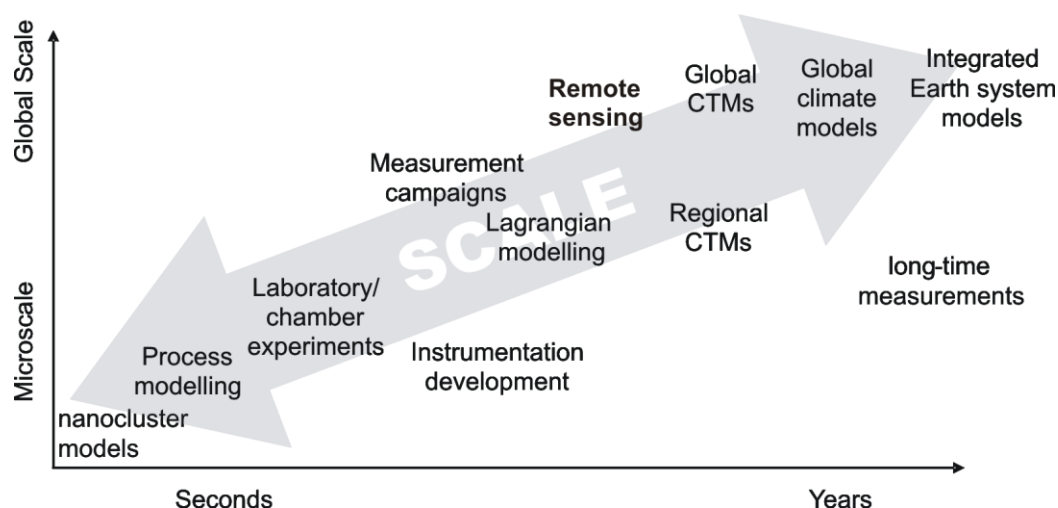 Global Scale
Microscale
Integrated
Earth system
models
Global
climate
models
Global
CTMs
Remote
sensing
Measurement
campaigns
SCALE
Lagrangian
modelling
Regional
CTMs
long-time
measurements
Laboratory/
chamber
experiments
Instrumentation
development
Process
modelling
nanocluster
models
Seconds
Years